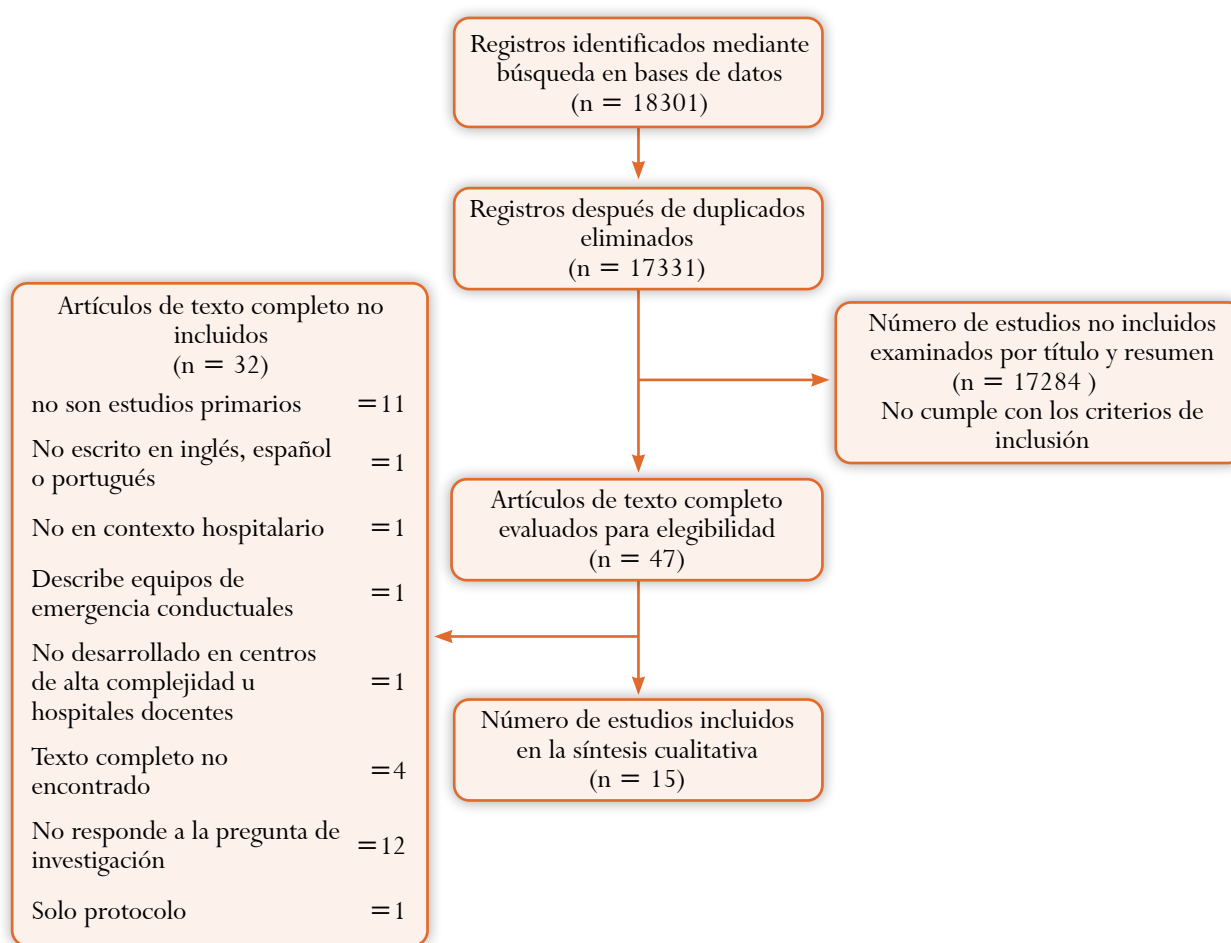 Registros identificados mediante
búsqueda en bases de datos
(n = 18301)
Registros después de duplicados
eliminados
(n = 17331)
Número de estudios no incluidos
examinados por título y resumen
(n = 17284 )
No cumple con los criterios de
inclusión
Artículos de texto completo
evaluados para elegibilidad
(n = 47)
Artículos de texto completo no
incluidos
(n = 32)
no son estudios primarios =11
No escrito en inglés, español
o portugués =1
No en contexto hospitalario =1
Describe equipos de
emergencia conductuales =1
No desarrollado en centros
de alta complejidad u =1
hospitales docentes
Texto completo no
encontrado =4
No responde a la pregunta de
investigación =12
Solo protocolo =1
Número de estudios incluidos
en la síntesis cualitativa
(n = 15)